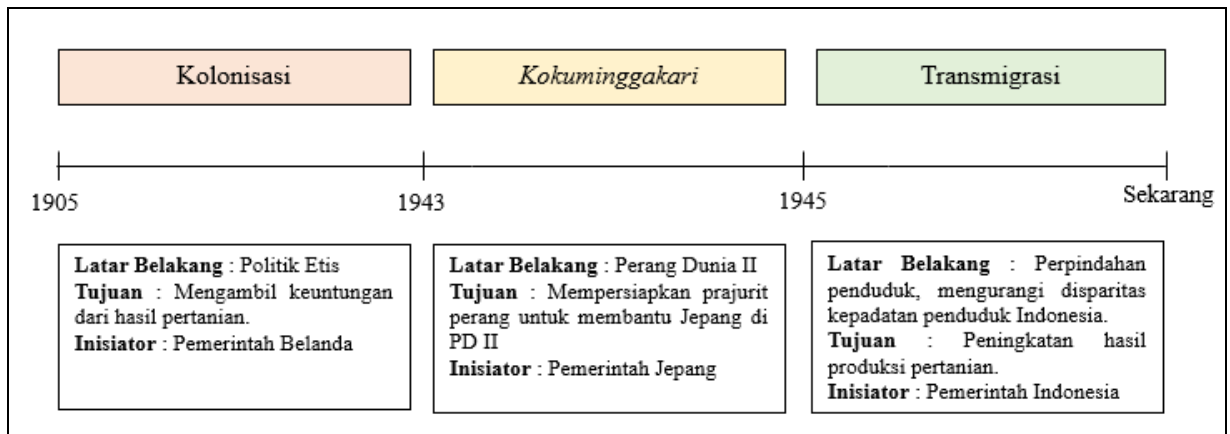 Kolonisasi
Kokuminggakari
Transmigrasi
1905
1943
1945
Sekarang
Latar Belakang : Politik Etis
Tujuan : Mengambil keuntungan
dari hasil pertanian.
Inisiator : Pemerintah Belanda
Latar Belakang : Perang Dunia II
Tujuan : Mempersiapkan prajurit
perang untuk membantu Jepang di
PD II
Inisiator : Pemerintah Jepang
Latar Belakang : Perpindahan
penduduk, mengurangi disparitas
kepadatan penduduk Indonesia.
Tujuan : Peningkatan hasil
produksi pertanian.
Inisiator : Pemerintah Indonesia